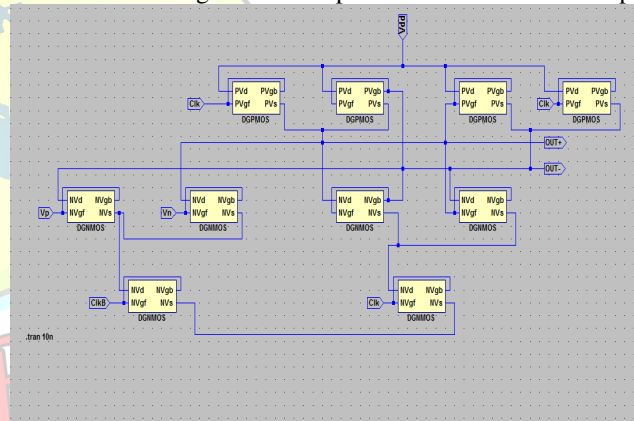 Vdd
PVd PVgb PVd PVgb PVd PVgb PVd PVgb
Clk PVgf PVs PVgf PVs PVgf PVs Clk PVgf PVs
DGPMOS DGPMOS DGPMOS DGPMOS
OUT+
OUT-
NVd NVgb NVd NVgb NVd NVgb NVd NVgb
Vp NVgf NVs Vn NVgf NVs NVgf NVs NVgf NVs
DGNMOS DGNMOS DGNMOS DGNMOS
NVd NVgb NVd NVgb
ClkB NVgf NVs Clk NVgf NVs
DGNMOS DGNMOS
.tran 10n